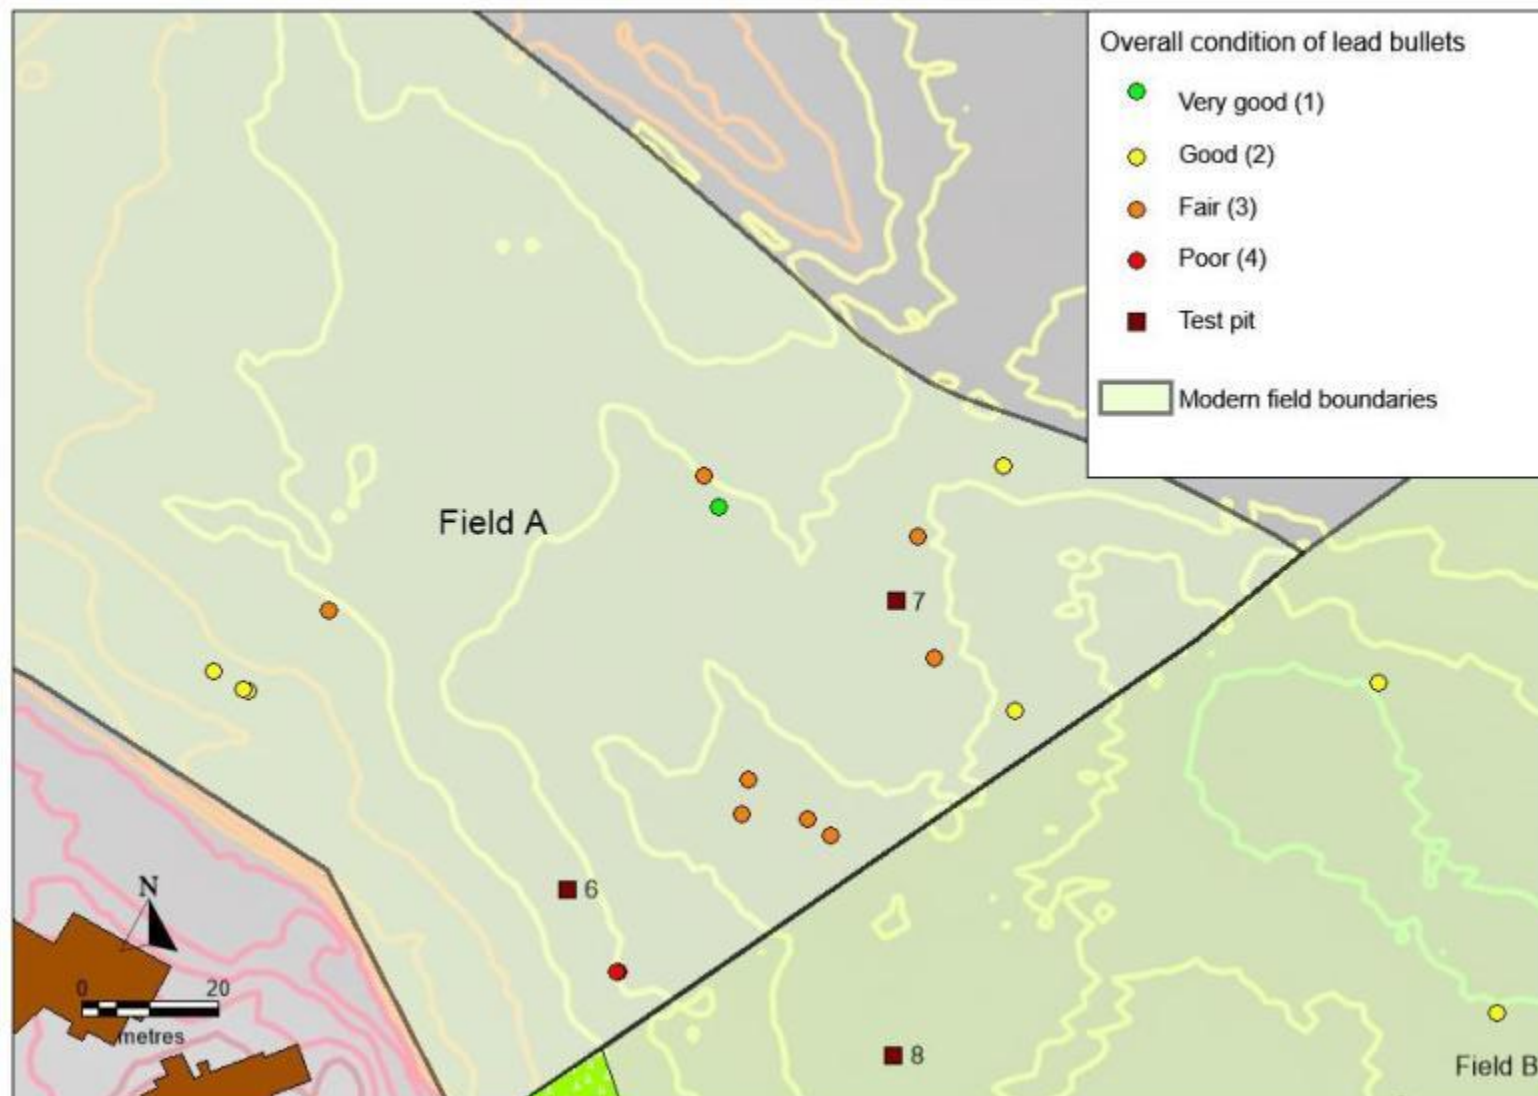 Overall condition of lead bullets
Very good (1)
Good (2)
Fair (3)
Poor (4)
Test pit
Modern field boundaries
Field A
7
6
N
0 20
metres
8
Field B